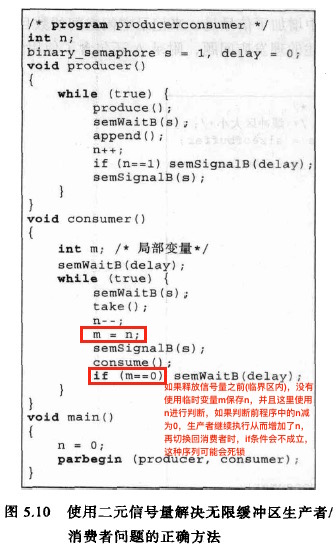 /* program producerconsumer */
int n;
binary_semaphore s = 1, delay = 0;
void producer()
{
while (true) {
produce();
semWaitB(s);
append();
n++;
if (n==1) semSignalB(delay);
semSignalB(s);
}
}
void consumer()
{
int m; /* 局部变量*/
semWaitB(delay);
while (true) {
semWaitB(s);
take();
n--;
m = n;
semSignalB(s);
consume();
if (m==0) semWaitB(delay);
}
}
如果释放信号量之前(临界区内)，没有
使用临时变量m保存n，并且这里使用
n进行判断，如果判断前程序中的n减
为0，生产者继续执行从而增加了n，
再切换回消费者时，if条件会不成立，
这种序列可能会死锁
void main()
{
n = 0;
parbegin (producer, consumer);
}
图 5.10 使用二元信号量解决无限缓冲区生产者/
消费者问题的正确方法